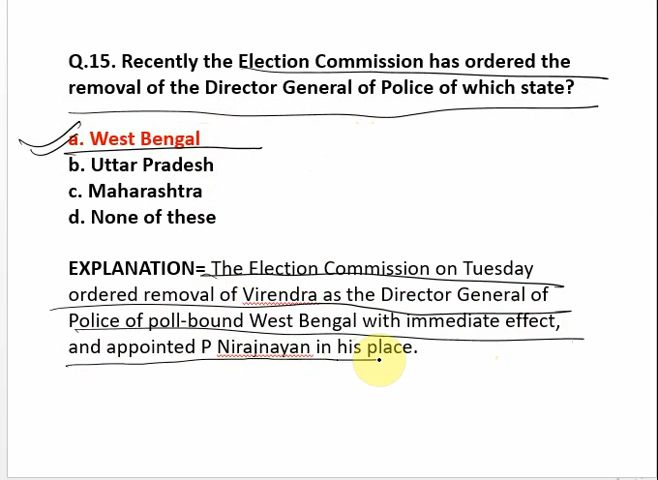 Q.15. Recently the Election Commission has ordered the
removal of the Director General of Police of which state?
a. West Bengal
b. Uttar Pradesh
c. Maharashtra
d. None of these
EXPLANATION= The Election Commission on Tuesday
ordered removal of Virendra as the Director General of
Police of poll-bound West Bengal with immediate effect,
and appointed P Nirajnayan in his place.